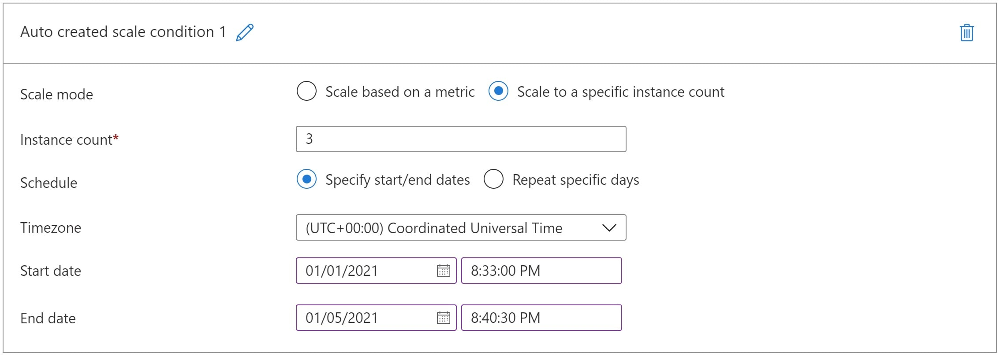 Auto created scale condition 1
Scale mode
Scale based on a metric
Scale to a specific instance count
Instance count*
3
Schedule
Specify start/end dates
Repeat specific days
Timezone
(UTC+00:00) Coordinated Universal Time
Start date
01/01/2021
8:33:00 PM
End date
01/05/2021
8:40:30 PM